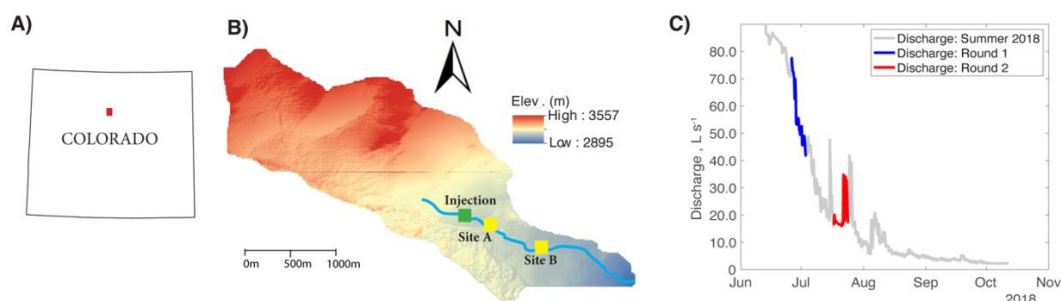 A)
COLORADO
B)
N
Elev . (m)
High : 3557
Low : 2895
Injection
Site A
Site B
0m 500m 1000m
C)
Discharge: Summer 2018
Discharge: Round 1
Discharge: Round 2
Discharge , L s⁻¹
80.0
70.0
60.0
50.0
40.0
30.0
20.0
10.0
0
Jun Jul Aug Sep Oct Nov
2018